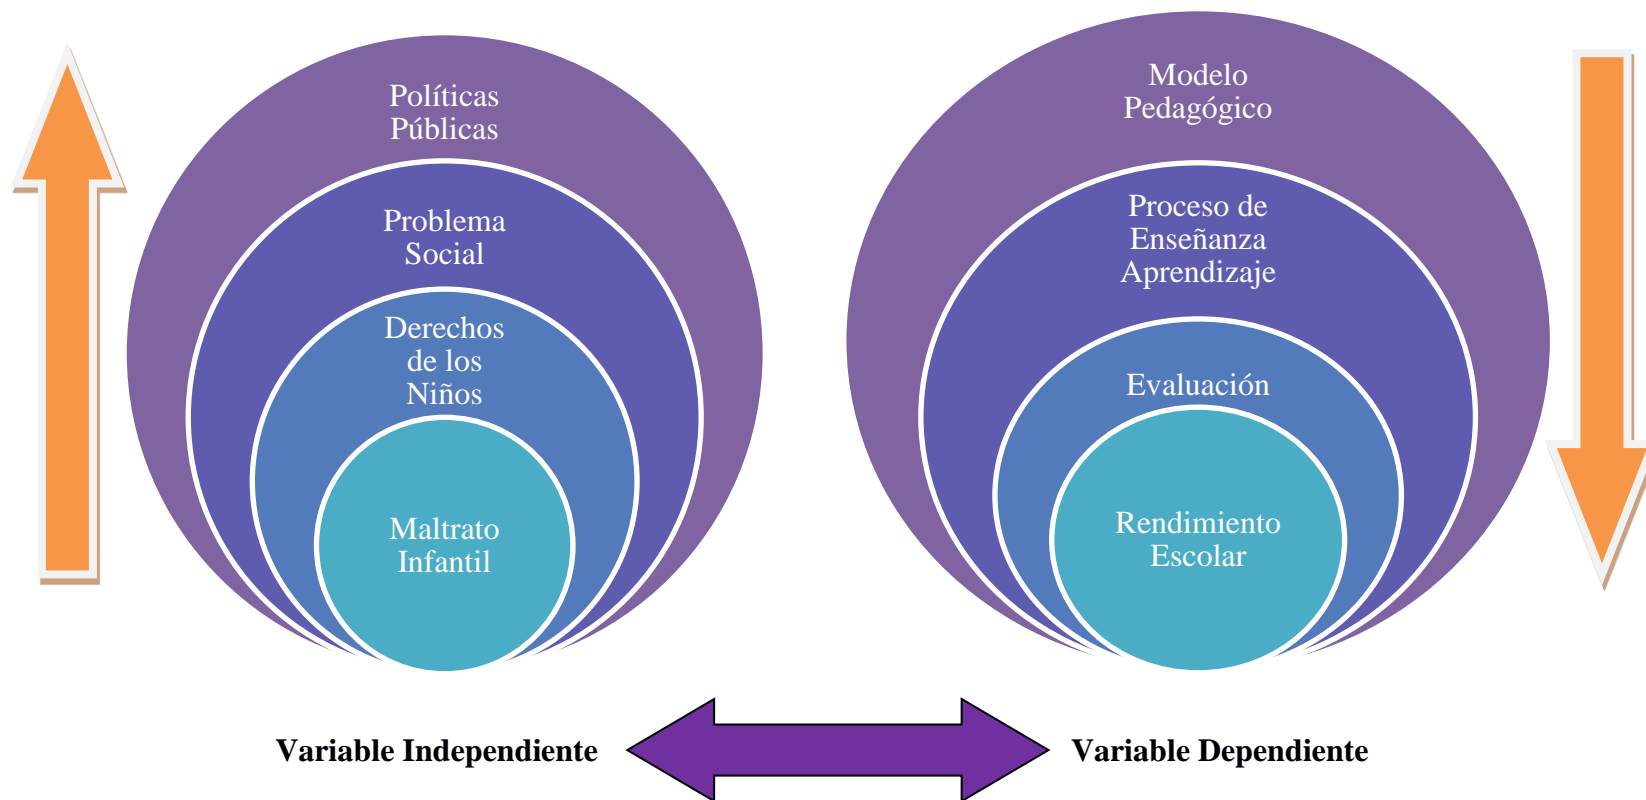 Políticas
Públicas
Problema
Social
Derechos
de los
Niños
Maltrato
Infantil
Modelo
Pedagógico
Proceso de
Enseñanza
Aprendizaje
Evaluación
Rendimiento
Escolar
Variable Independiente
Variable Dependiente